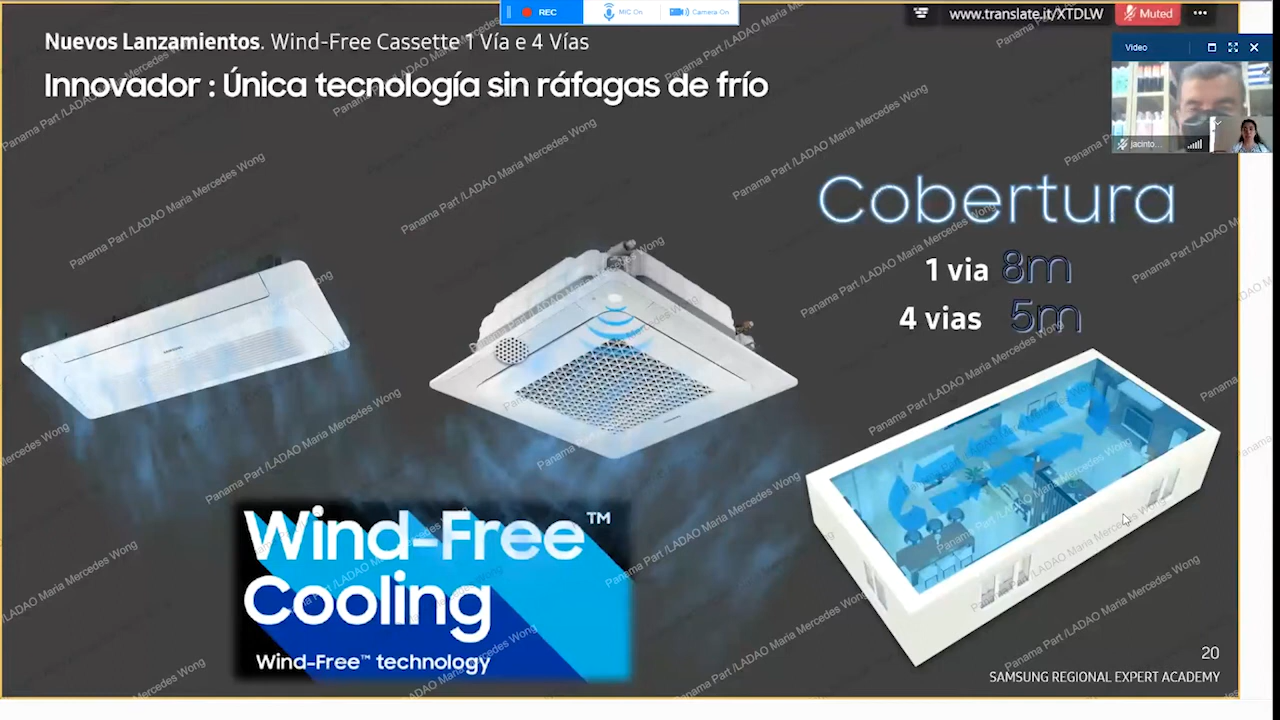 REC
MIC On
Camera On
www.translate.it/XTDLW
Muted
Video
jacinto...
Nuevos Lanzamientos. Wind-Free Cassette 1 Vía e 4 Vías
Innovador : Única tecnología sin ráfagas de frío
Cobertura
1 via 8m
4 vias 5m
Wind-Free™
Cooling
Wind-Free™ technology
20
SAMSUNG REGIONAL EXPERT ACADEMY
Panama Part /LADAO Maria Mercedes Wong